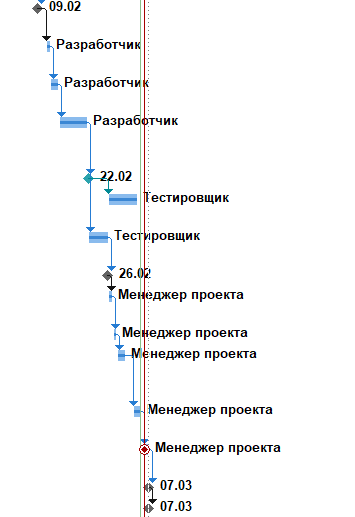 09.02
Разработчик
Разработчик
Разработчик
22.02
Тестировщик
Тестировщик
26.02
Менеджер проекта
Менеджер проекта
Менеджер проекта
Менеджер проекта
Менеджер проекта
07.03
07.03